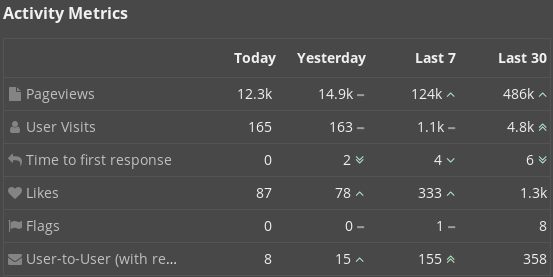 Activity Metrics
Today Yesterday Last 7 Last 30
Pageviews 12.3k 14.9k 124k 486k
User Visits 165 163 1.1k 4.8k
Time to first response 0 2 4 6
Likes 87 78 333 1.3k
Flags 0 0 1 8
User-to-User (with re... 8 15 155 358